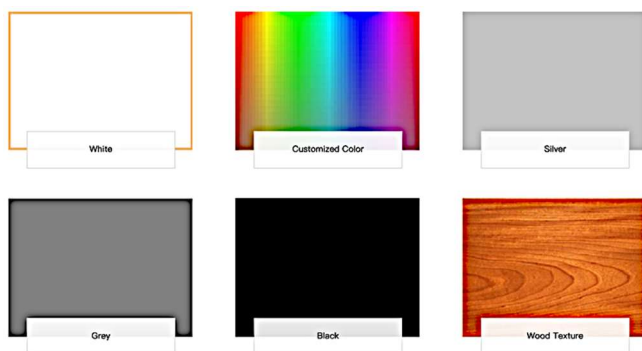 White
Customized Color
Silver
Grey
Black
Wood Texture